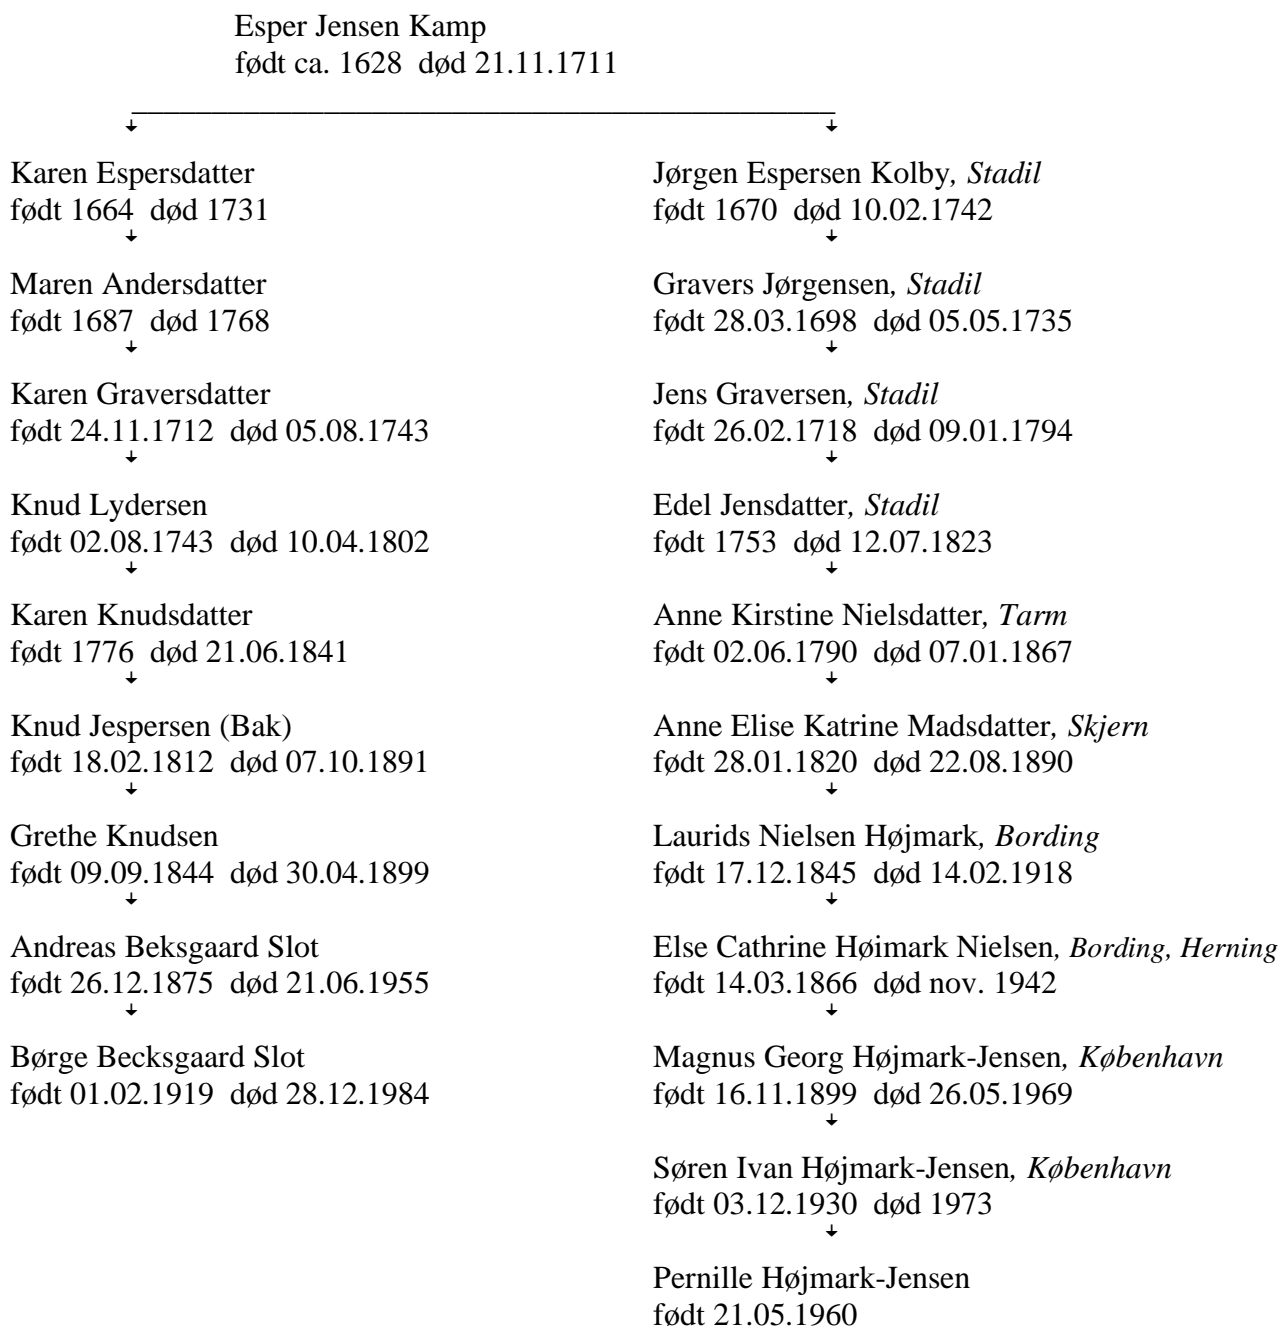 Esper Jensen Kamp
født ca. 1628  død 21.11.1711
Karen Espersdatter
født 1664  død 1731
Maren Andersdatter
født 1687  død 1768
Karen Graversdatter
født 24.11.1712  død 05.08.1743
Knud Lydersen
født 02.08.1743  død 10.04.1802
Karen Knudsdatter
født 1776  død 21.06.1841
Knud Jespersen (Bak)
født 18.02.1812  død 07.10.1891
Grethe Knudsen
født 09.09.1844  død 30.04.1899
Andreas Beksgaard Slot
født 26.12.1875  død 21.06.1955
Børge Becksgaard Slot
født 01.02.1919  død 28.12.1984
Jørgen Espersen Kolby, Stadil
født 1670  død 10.02.1742
Gravers Jørgensen, Stadil
født 28.03.1698  død 05.05.1735
Jens Graversen, Stadil
født 26.02.1718  død 09.01.1794
Edel Jensdatter, Stadil
født 1753  død 12.07.1823
Anne Kirstine Nielsdatter, Tarm
født 02.06.1790  død 07.01.1867
Anne Elise Katrine Madsdatter, Skjern
født 28.01.1820  død 22.08.1890
Laurids Nielsen Højmark, Bording
født 17.12.1845  død 14.02.1918
Else Cathrine Høimark Nielsen, Bording, Herning
født 14.03.1866  død nov. 1942
Magnus Georg Højmark-Jensen, København
født 16.11.1899  død 26.05.1969
Søren Ivan Højmark-Jensen, København
født 03.12.1930  død 1973
Pernille Højmark-Jensen
født 21.05.1960